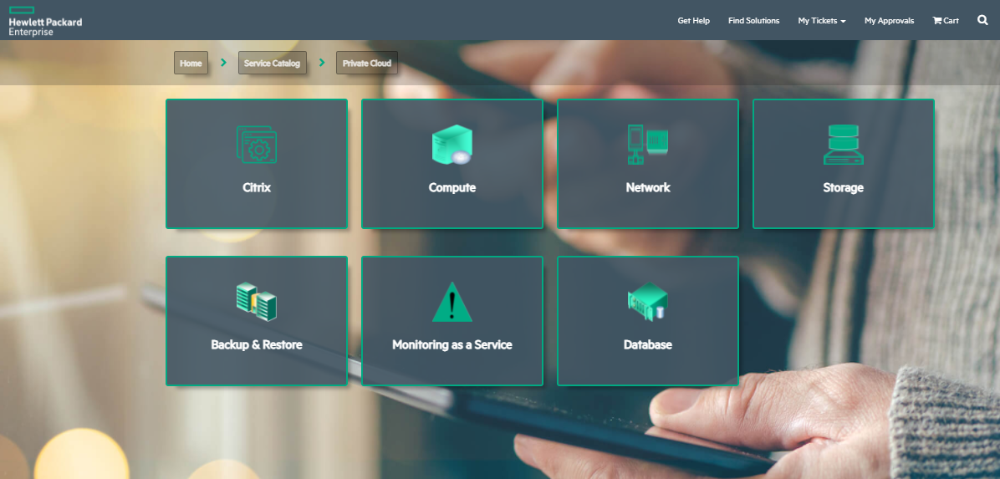 Hewlett Packard
Enterprise
Get Help Find Solutions My Tickets My Approvals Cart
Home Service Catalog Private Cloud
Citrix Compute Network Storage
Backup & Restore Monitoring as a Service Database